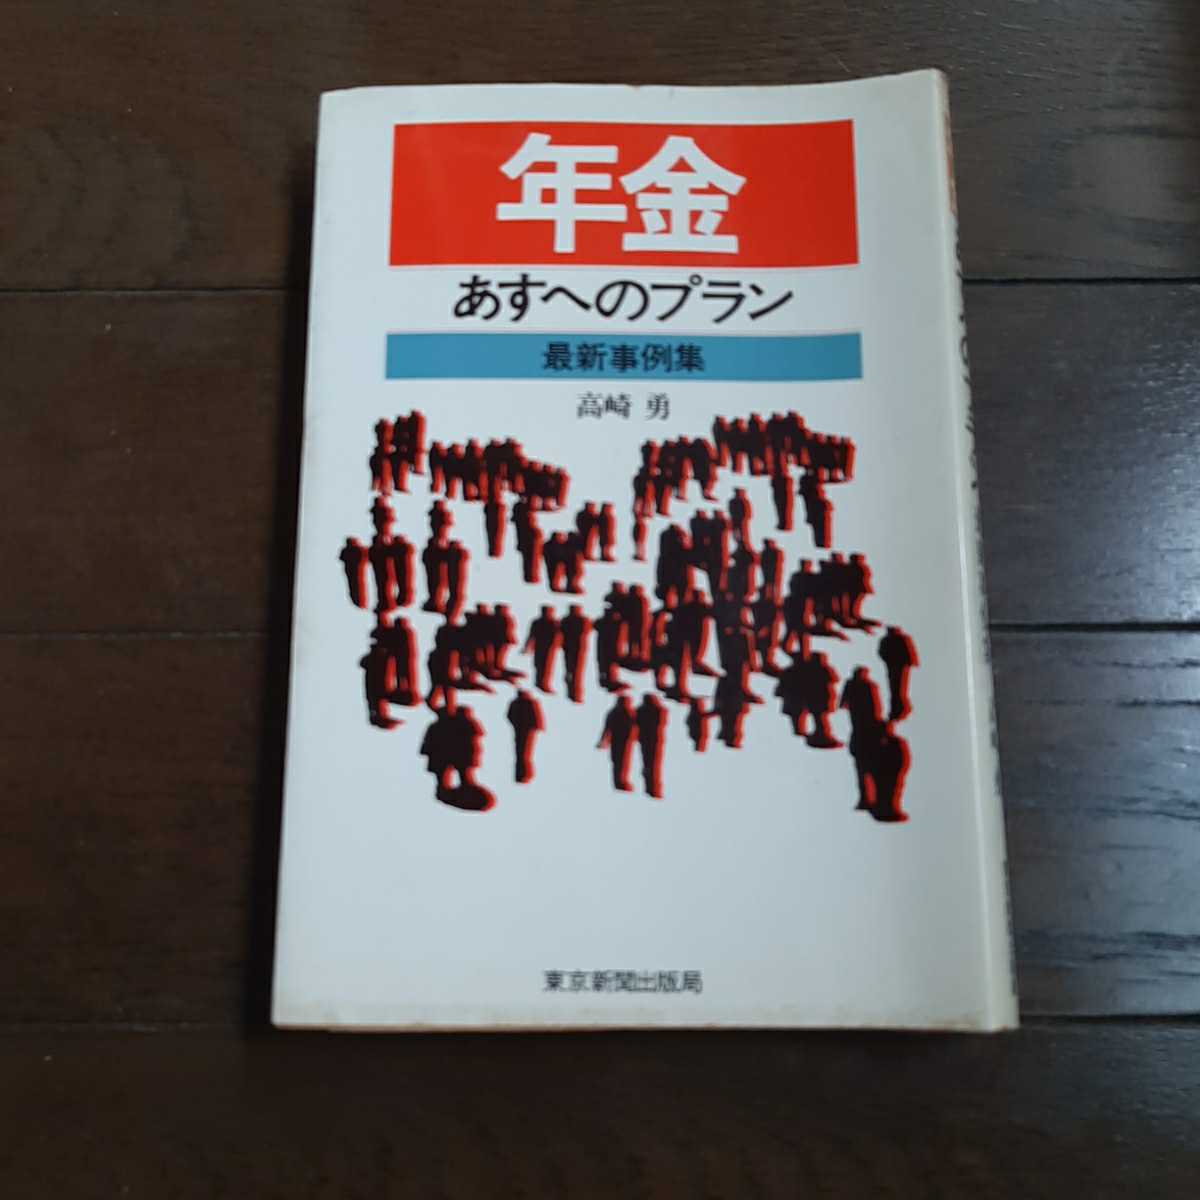 年金
あすへのプラン
最新事例集
高崎 勇
東京新聞出版局